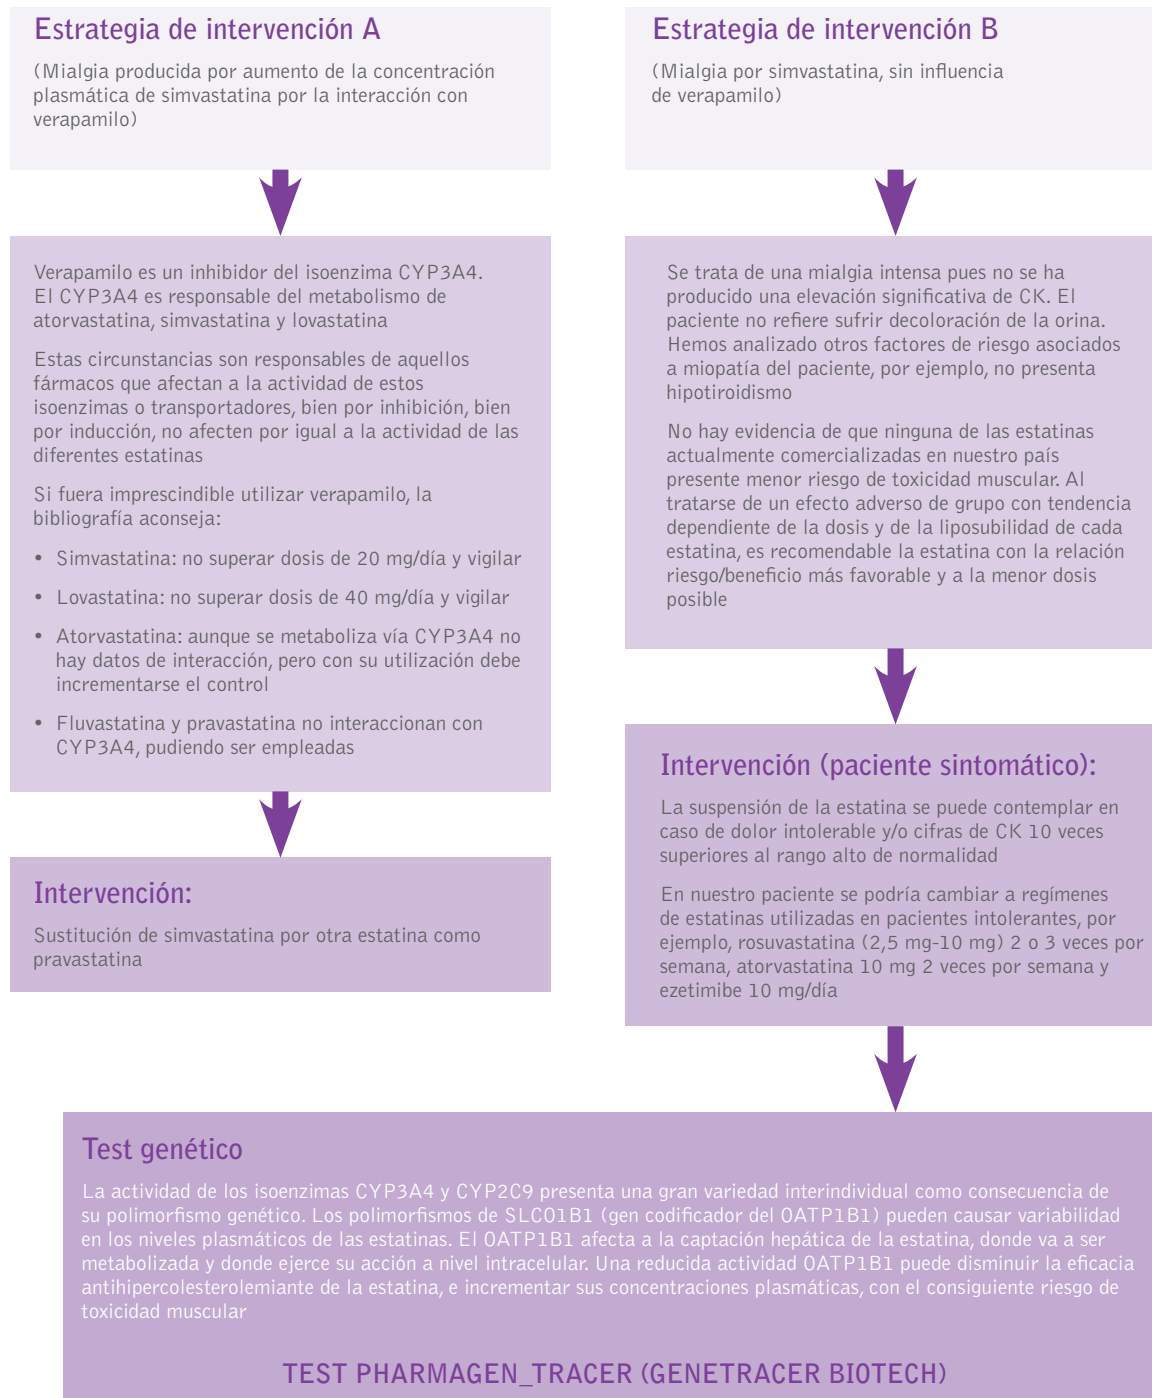 Estrategia de intervención A
(Mialgia producida por aumento de la concentración
plasmática de simvastatina por la interacción con
verapamilo)
Verapamilo es un inhibidor del isoenzima CYP3A4.
El CYP3A4 es responsable del metabolismo de
atorvastatina, simvastatina y lovastatina
Estas circunstancias son responsables de aquellos
fármacos que afectan a la actividad de estos
isoenzimas o transportadores, bien por inhibición, bien
por inducción, no afecten por igual a la actividad de las
diferentes estatinas
Si fuera imprescindible utilizar verapamilo, la
bibliografía aconseja:
• Simvastatina: no superar dosis de 20 mg/día y vigilar
• Lovastatina: no superar dosis de 40 mg/día y vigilar
• Atorvastatina: aunque se metaboliza vía CYP3A4 no
hay datos de interacción, pero con su utilización debe
incrementarse el control
• Fluvastatina y pravastatina no interaccionan con
CYP3A4, pudiendo ser empleadas
Intervención:
Sustitución de simvastatina por otra estatina como
pravastatina
Estrategia de intervención B
(Mialgia por simvastatina, sin influencia
de verapamilo)
Se trata de una mialgia intensa pues no se ha
producido una elevación significativa de CK. El
paciente no refiere sufrir decoloración de la orina.
Hemos analizado otros factores de riesgo asociados
a miopatía del paciente, por ejemplo, no presenta
hipotiroidismo
No hay evidencia de que ninguna de las estatinas
actualmente comercializadas en nuestro país
presente menor riesgo de toxicidad muscular. Al
tratarse de un efecto adverso de grupo con tendencia
dependiente de la dosis y de la liposubilidad de cada
estatina, es recomendable la estatina con la relación
riesgo/beneficio más favorable y a la menor dosis
posible
Intervención (paciente sintomático):
La suspensión de la estatina se puede contemplar en
caso de dolor intolerable y/o cifras de CK 10 veces
superiores al rango alto de normalidad
En nuestro paciente se podría cambiar a regímenes
de estatinas utilizadas en pacientes intolerantes, por
ejemplo, rosuvastatina (2,5 mg-10 mg) 2 o 3 veces por
semana, atorvastatina 10 mg 2 veces por semana y
ezetimibe 10 mg/día
Test genético
La actividad de los isoenzimas CYP3A4 y CYP2C9 presenta una gran variedad interindividual como consecuencia de
su polimorfismo genético. Los polimorfismos de SLCO1B1 (gen codificador del OATP1B1) pueden causar variabilidad
en los niveles plasmáticos de las estatinas. El OATP1B1 afecta a la captación hepática de la estatina, donde va a ser
metabolizada y donde ejerce su acción a nivel intracelular. Una reducida actividad OATP1B1 puede disminuir la eficacia
antihipercolesterolemiante de la estatina, e incrementar sus concentraciones plasmáticas, con el consiguiente riesgo de
toxicidad muscular
TEST PHARMAGEN_TRACER (GENETRACER BIOTECH)